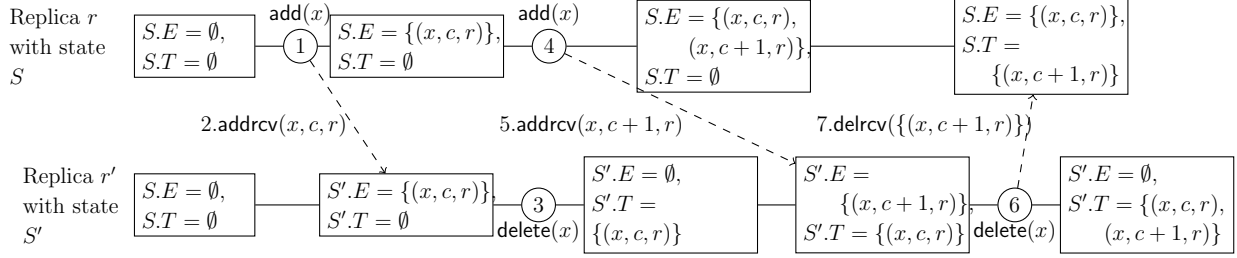 Replica r
with state
S
S.E = ∅,
S.T = ∅
add(x)
1
S.E = {(x, c, r)},
S.T = ∅
add(x)
4
S.E = {(x, c, r),
(x, c + 1, r)},
S.T = ∅
S.E = {(x, c, r)},
S.T =
{(x, c + 1, r)}
2.addrcv(x, c, r)
5.addrcv(x, c + 1, r)
7.delrcv({(x, c + 1, r)})
Replica r′
with state
S′
S.E = ∅,
S.T = ∅
S′.E = {(x, c, r)},
S′.T = ∅
3
delete(x)
S′.E = ∅,
S′.T =
{(x, c, r)}
S′.E =
{(x, c + 1, r)},
S′.T = {(x, c, r)}
6
delete(x)
S′.E = ∅,
S′.T = {(x, c, r),
(x, c + 1, r)}